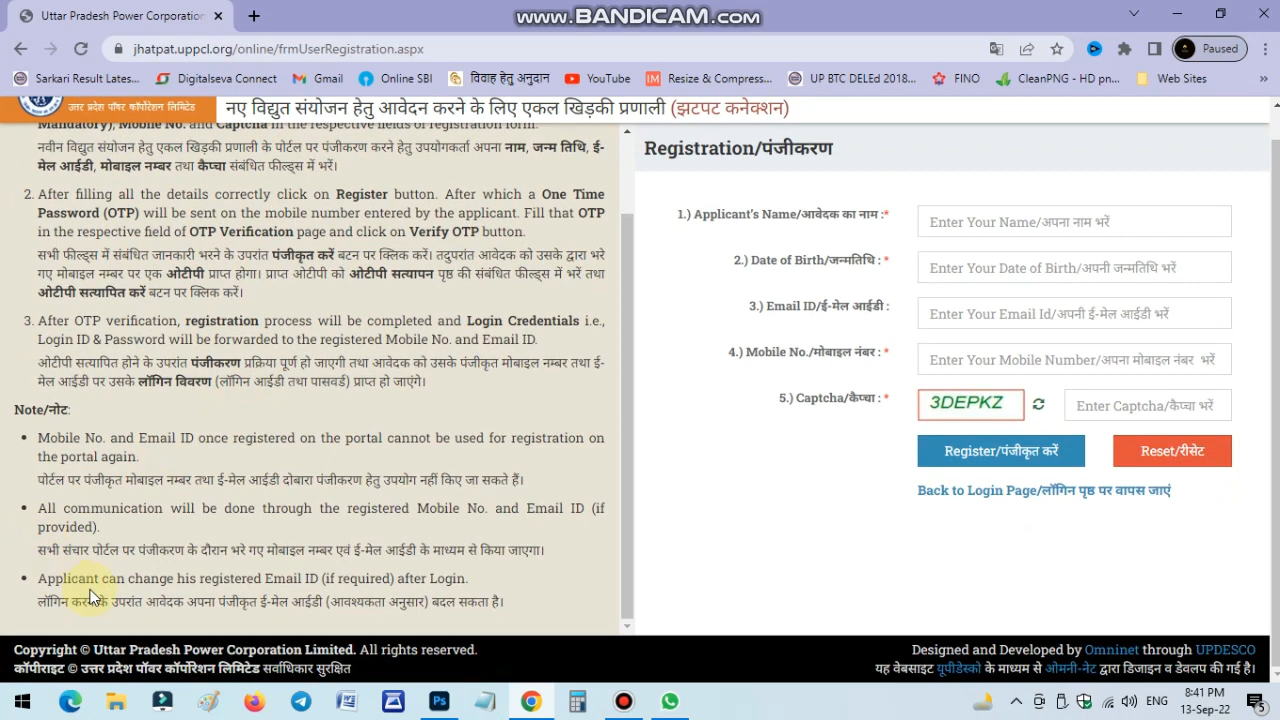 Uttar Pradesh Power Corporation
www.BANDICAM.com
jhatpat.uppcl.org/online/frmUserRegistration.aspx
Paused
Sarkari Result Latest...
Digitalseva Connect
Gmail
Online SBI
विवाह हेतु अनुदान
YouTube
Resize & Compress...
UP BTC DELEd 2018...
FINO
CleanPNG - HD pn...
Web Sites
उत्तर प्रदेश पॉवर कॉर्पोरेशन लिमिटेड
नए विद्युत संयोजन हेतु आवेदन करने के लिए एकल खिड़की प्रणाली (झटपट कनेक्शन)
Mandatory), Mobile No. and Captcha in the respective fields of registration form.
नवीन विद्युत संयोजन हेतु एकल खिड़की प्रणाली के पोर्टल पर पंजीकरण करने हेतु उपयोगकर्ता अपना नाम, जन्म तिथि, ई-
मेल आईडी, मोबाइल नम्बर तथा कैप्चा संबंधित फील्ड्स में भरें।
2. After filling all the details correctly click on Register button. After which a One Time
Password (OTP) will be sent on the mobile number entered by the applicant. Fill that OTP
in the respective field of OTP Verification page and click on Verify OTP button.
सभी फील्ड्स में संबंधित जानकारी भरने के उपरांत पंजीकृत करें बटन पर क्लिक करें। तदुपरांत आवेदक को उसके द्वारा भरे
गए मोबाइल नम्बर पर एक ओटीपी प्राप्त होगा। प्राप्त ओटीपी को ओटीपी सत्यापन पृष्ठ की संबंधित फील्ड्स में भरें तथा
ओटीपी सत्यापित करें बटन पर क्लिक करें।
3. After OTP verification, registration process will be completed and Login Credentials i.e.,
Login ID & Password will be forwarded to the registered Mobile No. and Email ID.
ओटीपी सत्यापित होने के उपरांत पंजीकरण प्रक्रिया पूर्ण हो जाएगी तथा आवेदक को उसके पंजीकृत मोबाइल नम्बर तथा ई-
मेल आईडी पर उसके लॉगिन विवरण (लॉगिन आईडी तथा पासवर्ड) प्राप्त हो जाएंगे।
Note/नोट:
Mobile No. and Email ID once registered on the portal cannot be used for registration on
the portal again.
पोर्टल पर पंजीकृत मोबाइल नम्बर तथा ई-मेल आईडी दोबारा पंजीकरण हेतु उपयोग नहीं किए जा सकते हैं।
All communication will be done through the registered Mobile No. and Email ID (if
provided).
सभी संचार पोर्टल पर पंजीकरण के दौरान भरे गए मोबाइल नम्बर एवं ई-मेल आईडी के माध्यम से किया जाएगा।
Applicant can change his registered Email ID (if required) after Login.
लॉगिन करने के उपरांत आवेदक अपना पंजीकृत ई-मेल आईडी (आवश्यकता अनुसार) बदल सकता है।
Registration/पंजीकरण
1.) Applicant's Name/आवेदक का नाम :*
Enter Your Name/अपना नाम भरें
2.) Date of Birth/जन्मतिथि : *
Enter Your Date of Birth/अपनी जन्मतिथि भरें
3.) Email ID/ई-मेल आईडी :
Enter Your Email Id/अपनी ई-मेल आईडी भरें
4.) Mobile No./मोबाइल नंबर : *
Enter Your Mobile Number/अपना मोबाइल नंबर भरें
5.) Captcha/कैप्चा : *
3DEPKZ
Enter Captcha/कैप्चा भरें
Register/पंजीकृत करें
Reset/रीसेट
Back to Login Page/लॉगिन पृष्ठ पर वापस जाएं
Copyright © Uttar Pradesh Power Corporation Limited. All rights reserved.
कॉपीराइट © उत्तर प्रदेश पॉवर कॉर्पोरेशन लिमिटेड सर्वाधिकार सुरक्षित
Designed and Developed by Omninet through UPDESCO
यह वेबसाइट यूपीडेस्को के माध्यम से ओमनी-नेट द्वारा डिजाइन व डेवलप की गई है।
ENG
8:41 PM
13-Sep-22
5